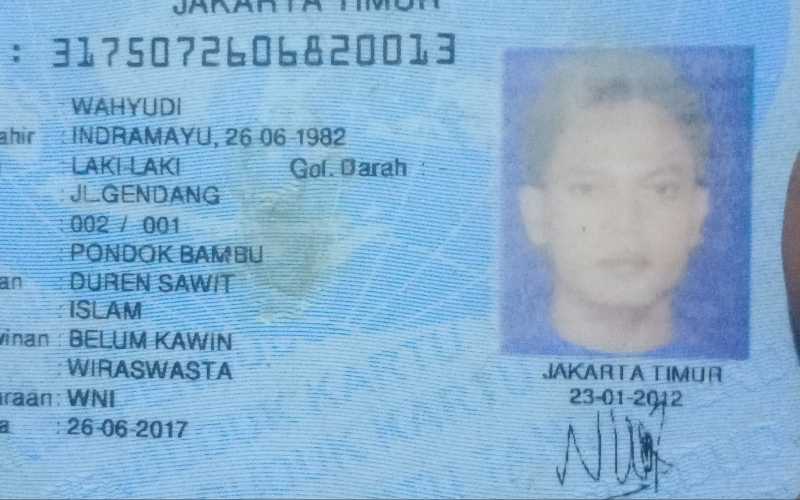 JAKARTA TIMUR
: 3175072606820013
: WAHYUDI
ahir : INDRAMAYU, 26 06 1982
: LAKI-LAKI Gol. Darah : -
: JL.GENDANG
: 002 / 001
: PONDOK BAMBU
an : DUREN SAWIT
: ISLAM
winan : BELUM KAWIN
: WIRASWASTA
araan : WNI
a : 26-06-2017
JAKARTA TIMUR
23-01-2012